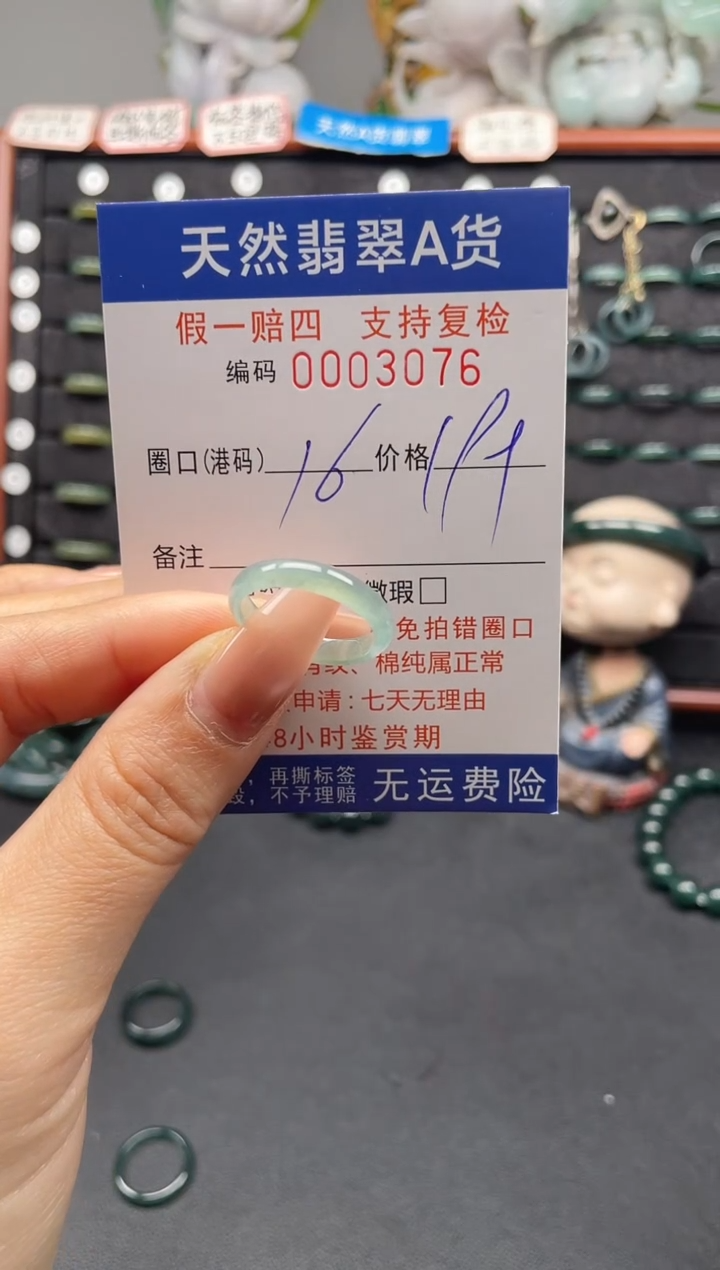 天然翡翠A货
假一赔四 支持复检
编码 0003076
圈口(港码) 16 价格
备注
微瑕□
免拍错圈口
、棉纯属正常
申请:七天无理由
8小时鉴赏期
,再撕标签
,不予理赔
无运费险